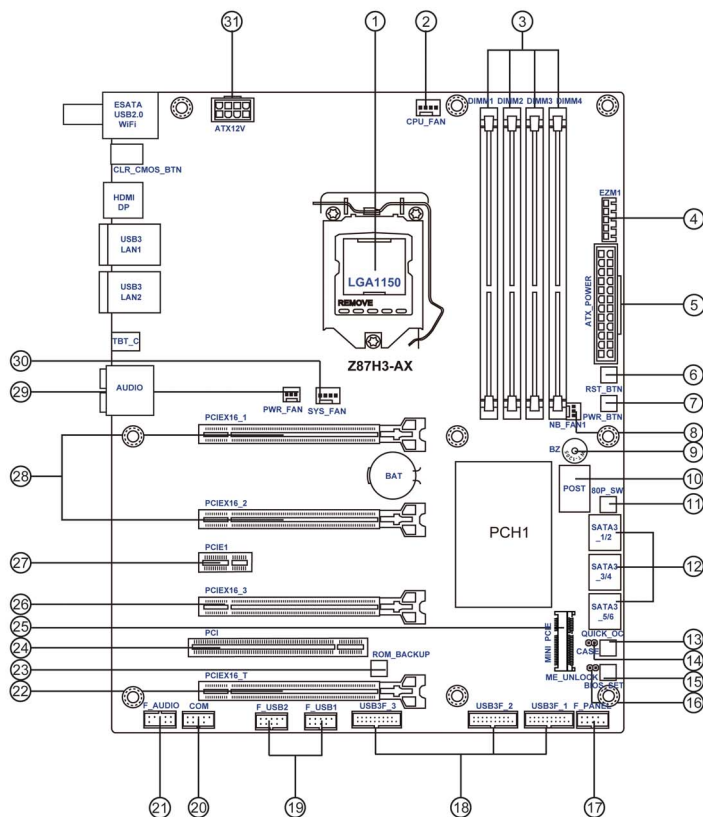 31
1
2
3
ESATA
USB2.0
WiFi
ATX12V
CPU_FAN
DIMM1
DIMM2
DIMM3
DIMM4
CLR_CMOS_BTN
HDMI
DP
EZM1
4
USB3
LAN1
LGA1150
REMOVE
ATX_POWER
5
USB3
LAN2
TBT_C
Z87H3-AX
30
6
RST_BTN
29
AUDIO
PWR_FAN
SYS_FAN
7
PWR_BTN
NB_FAN1
8
PCIEX16_1
BZ
9
28
BAT
POST
10
80P_SW
11
PCIEX16_2
PCH1
SATA3
_1/2
27
PCIE1
SATA3
_3/4
12
26
PCIEX16_3
SATA3
_5/6
25
MINI PCIE
QUICK_OC
13
24
PCI
CASE
14
23
ROM_BACKUP
ME_UNLOCK
BIOS_SET
15
22
PCIEX16_T
16
F_AUDIO
COM
F_USB2
F_USB1
USB3F_3
USB3F_2
USB3F_1
F_PANEL
21
20
19
18
17